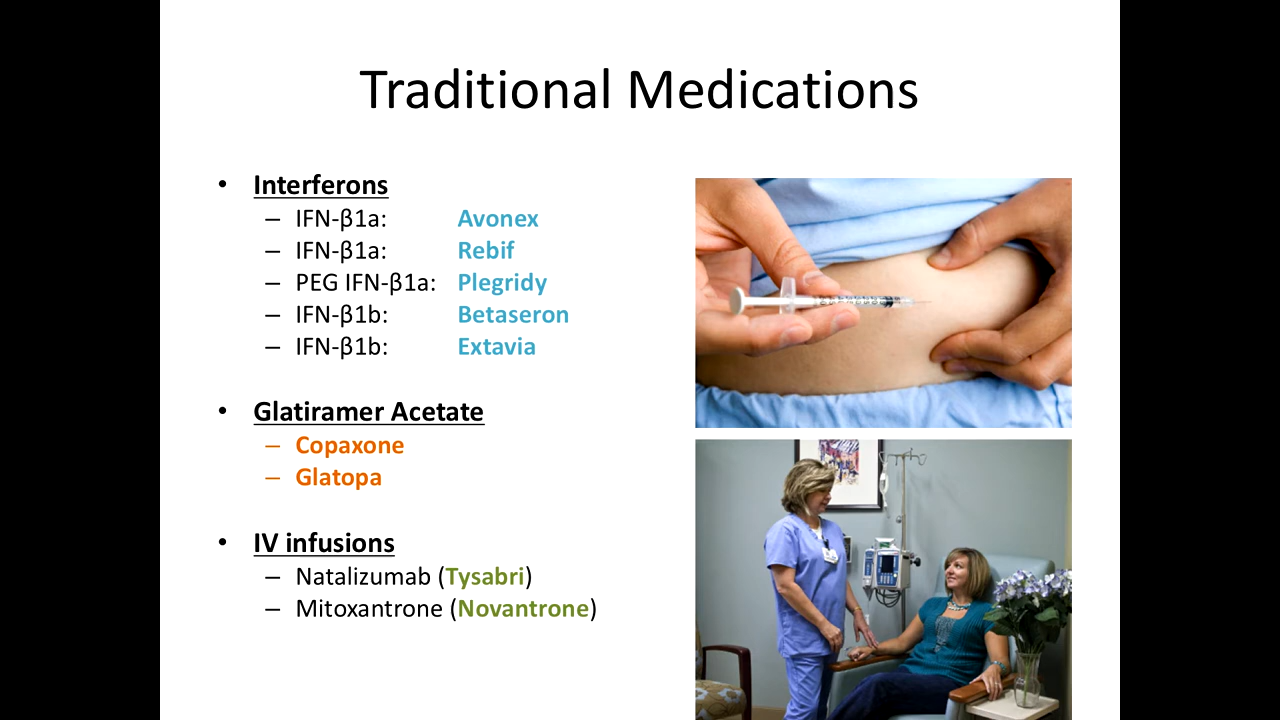 Traditional Medications
• Interferons
– IFN-β1a: Avonex
– IFN-β1a: Rebif
– PEG IFN-β1a: Plegridy
– IFN-β1b: Betaseron
– IFN-β1b: Extavia
• Glatiramer Acetate
– Copaxone
– Glatopa
• IV infusions
– Natalizumab (Tysabri)
– Mitoxantrone (Novantrone)